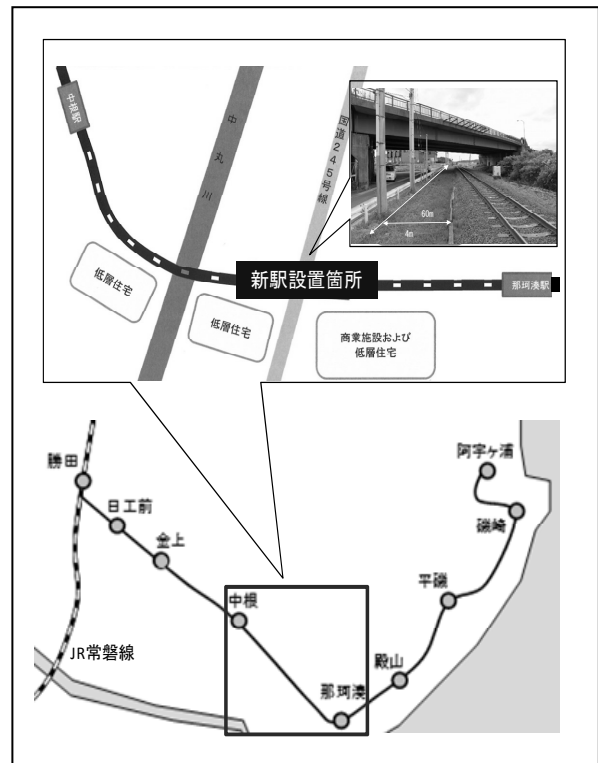 中根駅
中丸川
国道245号線
60m
4m
新駅設置箇所
那珂湊駅
低層住宅
低層住宅
商業施設および
低層住宅
勝田
日工前
金上
中根
那珂湊
殿山
平磯
磯崎
阿字ヶ浦
JR常磐線